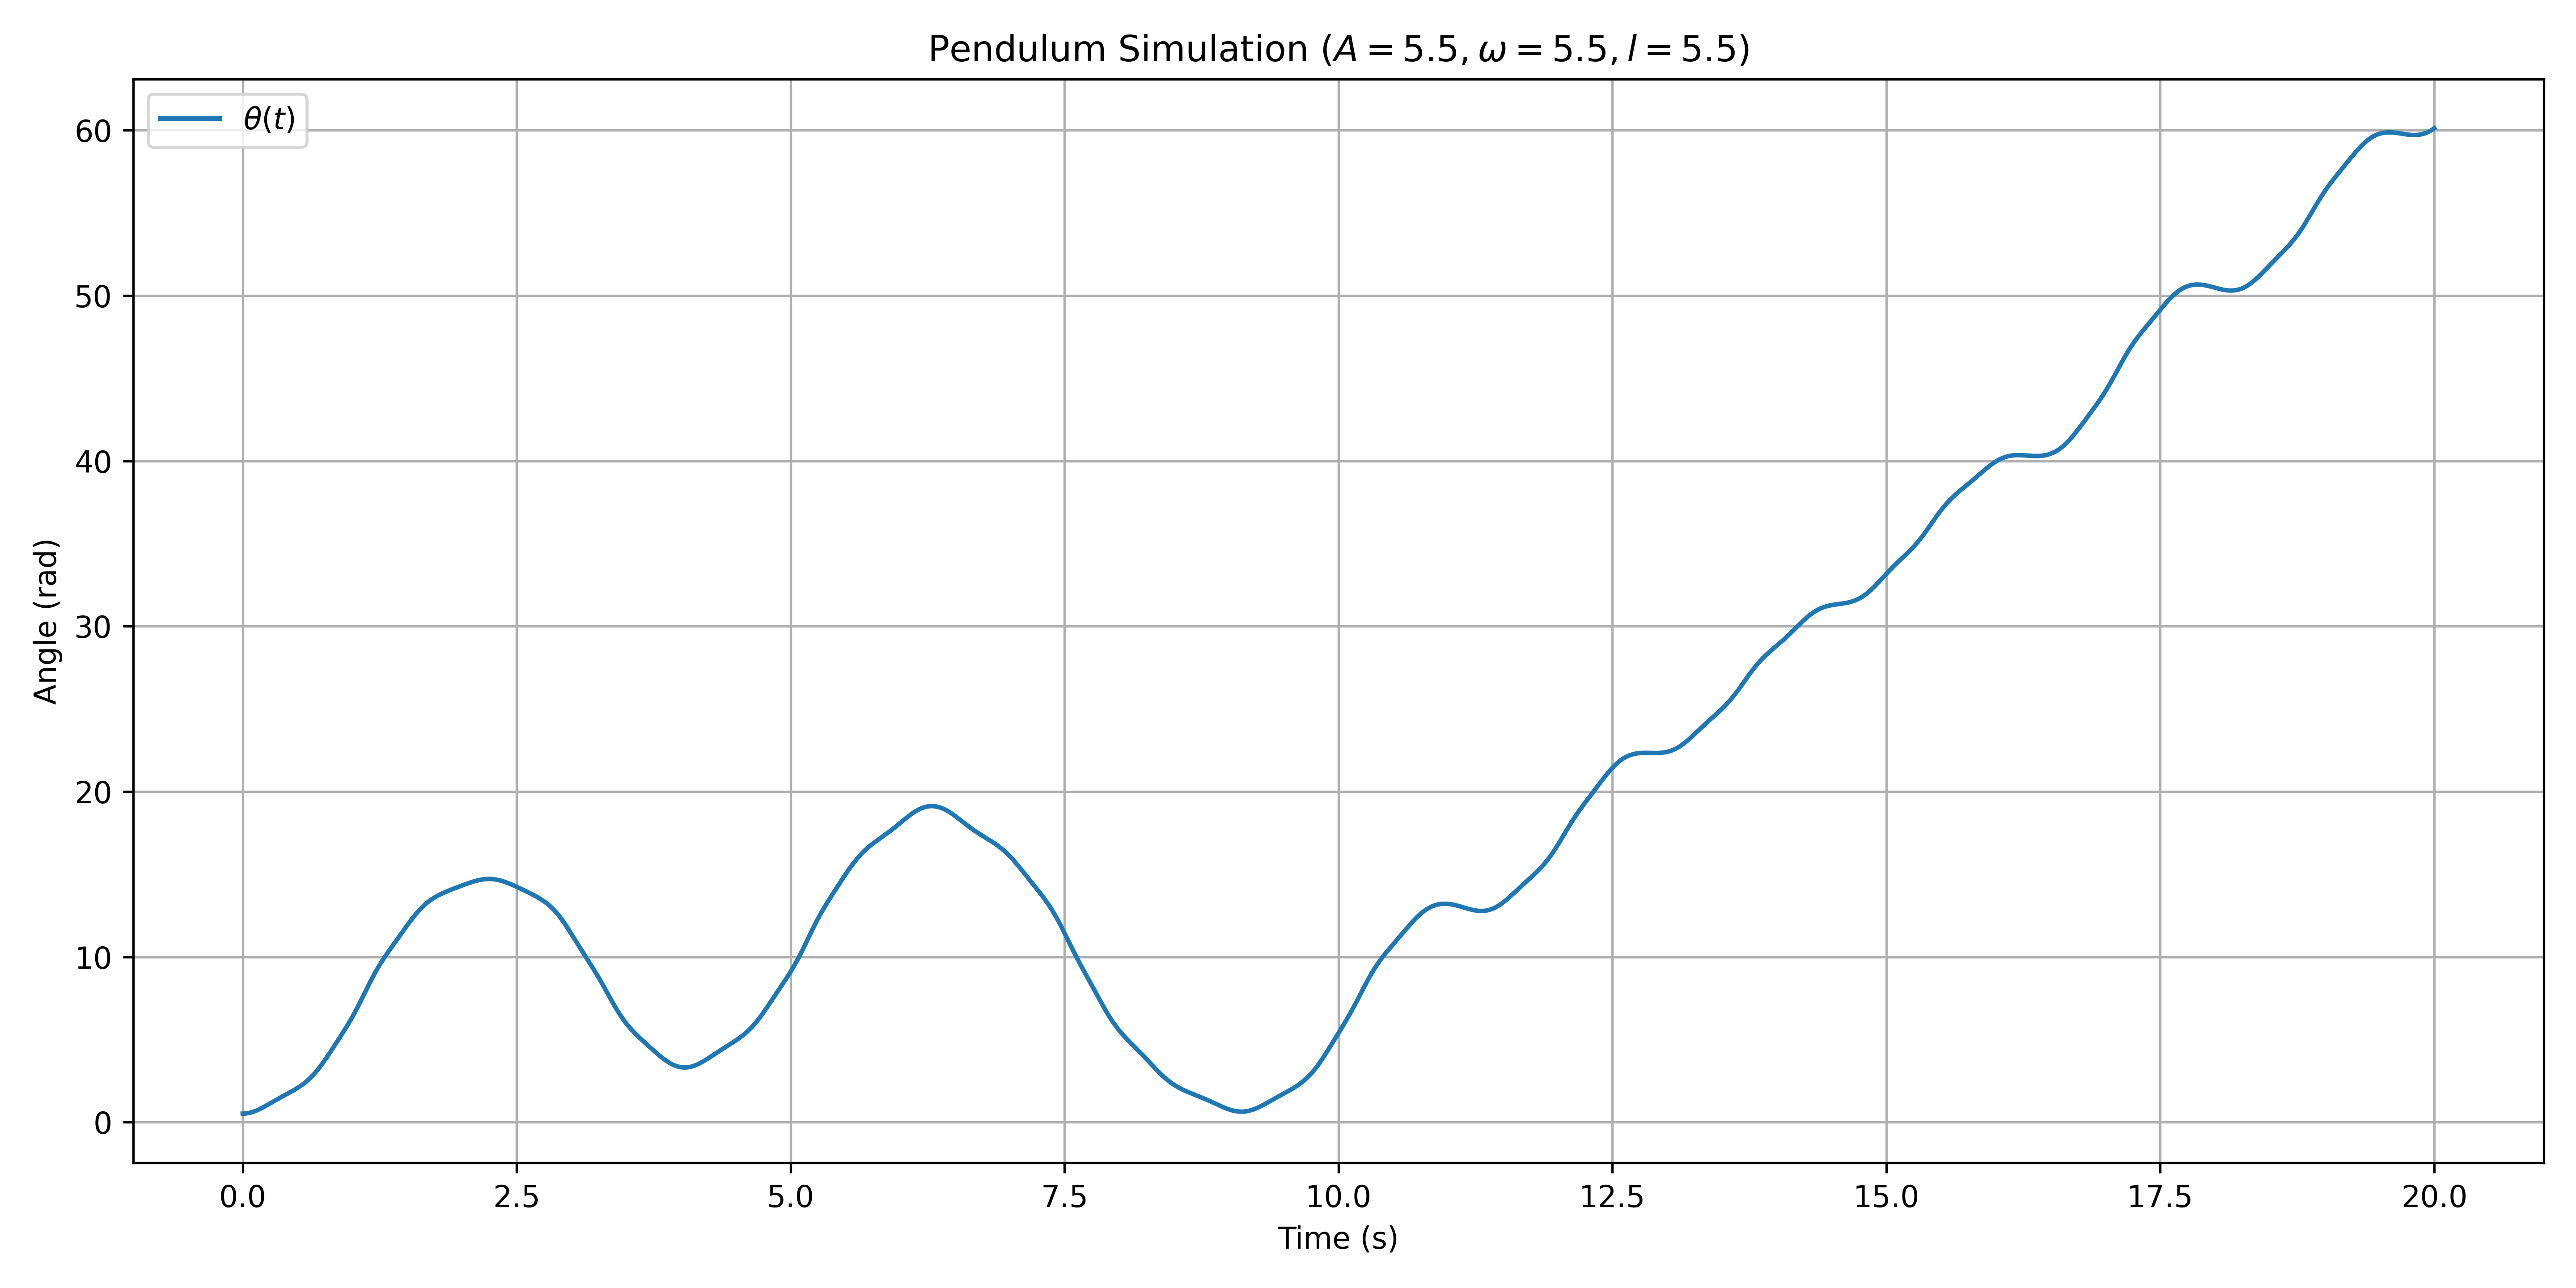 Pendulum Simulation (A = 5.5, ω = 5.5, l = 5.5)
θ(t)
Angle (rad)
60
50
40
30
20
10
0
0.0 2.5 5.0 7.5 10.0 12.5 15.0 17.5 20.0
Time (s)